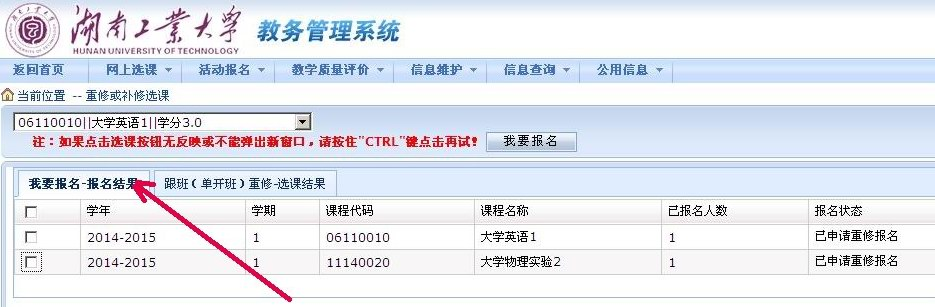 湖南工業大学 教务管理系统
HUNAN UNIVERSITY OF TECHNOLOGY
返回首页 网上选课 活动报名 教学质量评价 信息维护 信息查询 公用信息
当前位置 -- 重修或补修选课
06110010||大学英语1||学分3.0
注：如果点击选课按钮无反映或不能弹出新窗口，请按住"CTRL"键点击再试！ 我要报名
我要报名-报名结果 跟班（单开班）重修-选课结果
学年 学期 课程代码 课程名称 已报名人数 报名状态
2014-2015 1 06110010 大学英语1 1 已申请重修报名
2014-2015 1 11140020 大学物理实验2 1 已申请重修报名